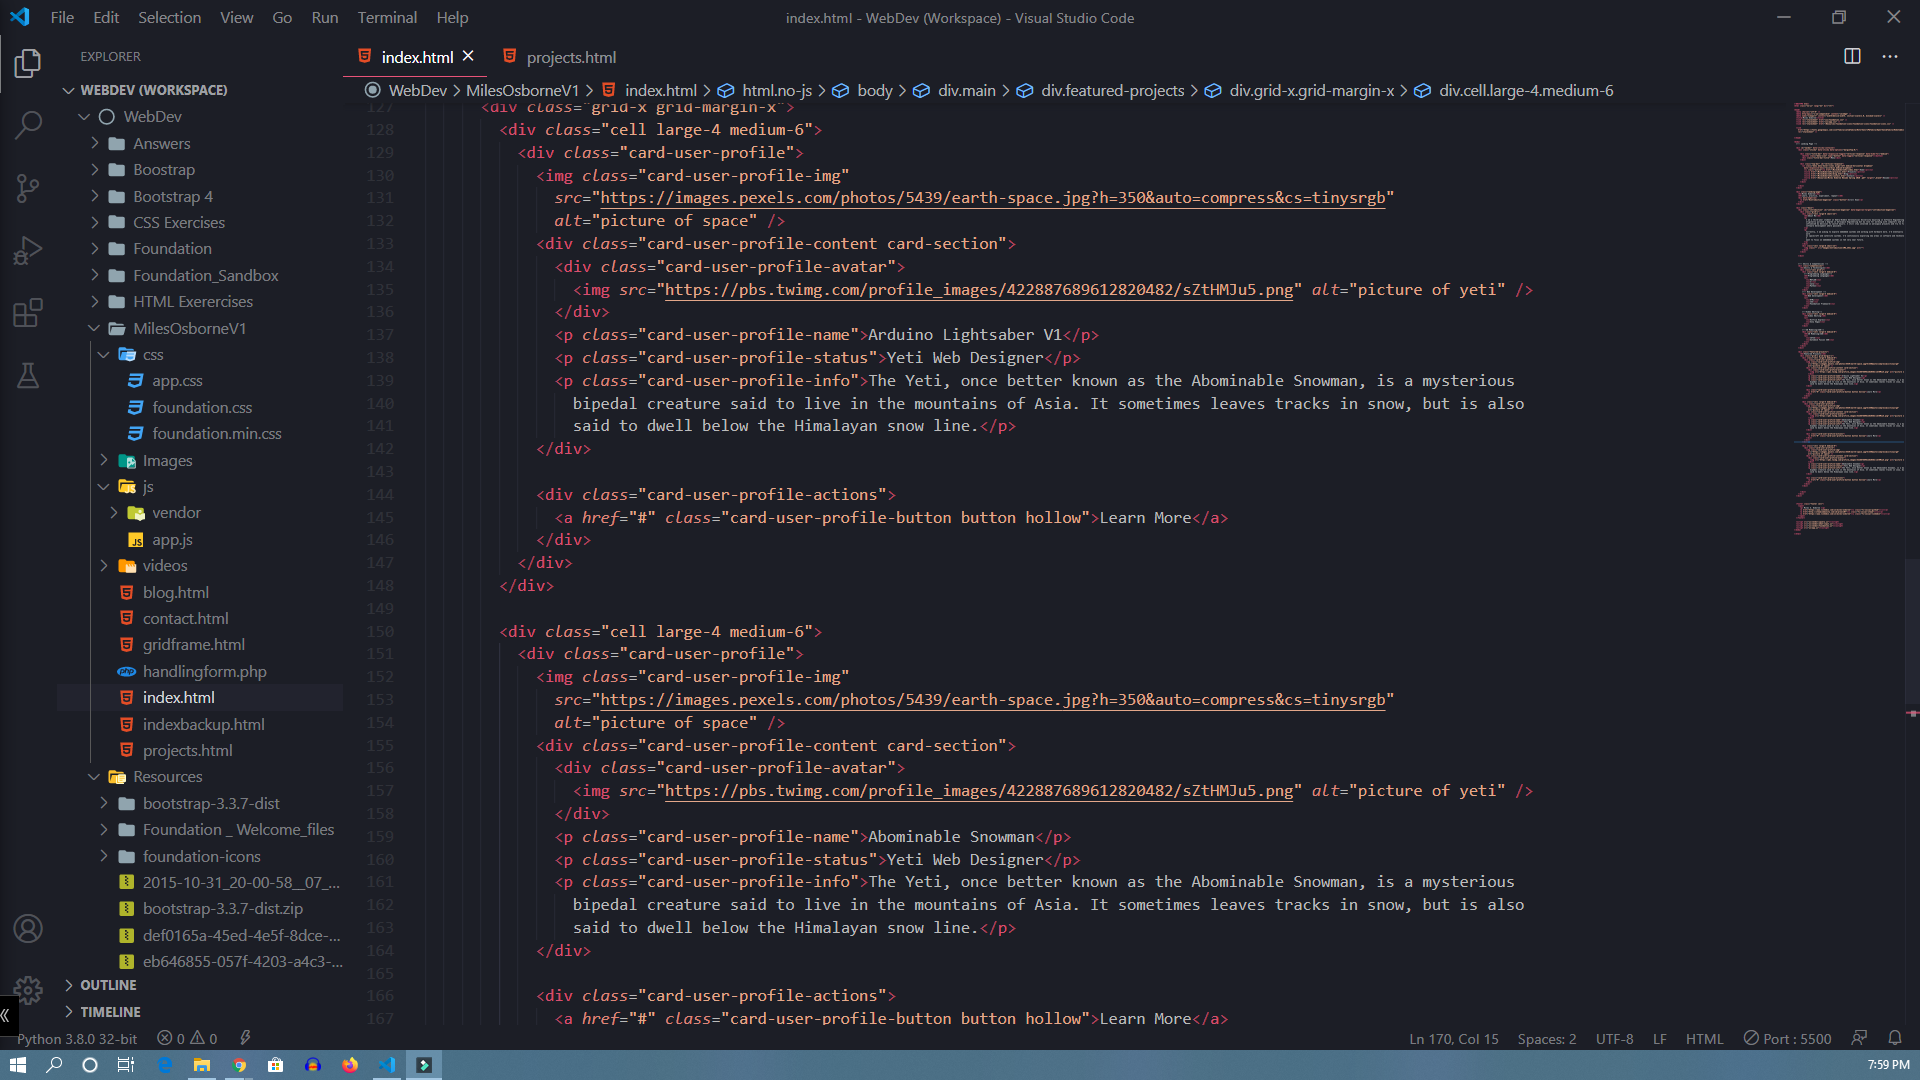 File Edit Selection View Go Run Terminal Help
index.html - WebDev (Workspace) - Visual Studio Code
EXPLORER
index.html
projects.html
WEBDEV (WORKSPACE)
WebDev > MilesOsborneV1 > index.html > html.no-js > body > div.main > div.featured-projects > div.grid-x.grid-margin-x > div.cell.large-4.medium-6
WebDev
Answers
Boostrap
Bootstrap 4
CSS Exercises
Foundation
Foundation_Sandbox
HTML Exerercises
MilesOsborneV1
css
app.css
foundation.css
foundation.min.css
Images
js
vendor
app.js
videos
blog.html
contact.html
gridframe.html
handlingform.php
index.html
indexbackup.html
projects.html
Resources
bootstrap-3.3.7-dist
Foundation _ Welcome_files
foundation-icons
2015-10-31_20-00-58__07_...
bootstrap-3.3.7-dist.zip
def0165a-45ed-4e5f-8dce-...
eb646855-057f-4203-a4c3-...
OUTLINE
TIMELINE
127 <div class="grid-x grid-margin-x">
128 <div class="cell large-4 medium-6">
129 <div class="card-user-profile">
130 <img class="card-user-profile-img"
131 src="https://images.pexels.com/photos/5439/earth-space.jpg?h=350&auto=compress&cs=tinysrgb"
132 alt="picture of space" />
133 <div class="card-user-profile-content card-section">
134 <div class="card-user-profile-avatar">
135 <img src="https://pbs.twimg.com/profile_images/422887689612820482/sZtHMJu5.png" alt="picture of yeti" />
136 </div>
137 <p class="card-user-profile-name">Arduino Lightsaber V1</p>
138 <p class="card-user-profile-status">Yeti Web Designer</p>
139 <p class="card-user-profile-info">The Yeti, once better known as the Abominable Snowman, is a mysterious
140 bipedal creature said to live in the mountains of Asia. It sometimes leaves tracks in snow, but is also
141 said to dwell below the Himalayan snow line.</p>
142 </div>
143
144 <div class="card-user-profile-actions">
145 <a href="#" class="card-user-profile-button button hollow">Learn More</a>
146 </div>
147 </div>
148 </div>
149
150 <div class="cell large-4 medium-6">
151 <div class="card-user-profile">
152 <img class="card-user-profile-img"
153 src="https://images.pexels.com/photos/5439/earth-space.jpg?h=350&auto=compress&cs=tinysrgb"
154 alt="picture of space" />
155 <div class="card-user-profile-content card-section">
156 <div class="card-user-profile-avatar">
157 <img src="https://pbs.twimg.com/profile_images/422887689612820482/sZtHMJu5.png" alt="picture of yeti" />
158 </div>
159 <p class="card-user-profile-name">Abominable Snowman</p>
160 <p class="card-user-profile-status">Yeti Web Designer</p>
161 <p class="card-user-profile-info">The Yeti, once better known as the Abominable Snowman, is a mysterious
162 bipedal creature said to live in the mountains of Asia. It sometimes leaves tracks in snow, but is also
163 said to dwell below the Himalayan snow line.</p>
164 </div>
165
166 <div class="card-user-profile-actions">
167 <a href="#" class="card-user-profile-button button hollow">Learn More</a>
Python 3.8.0 32-bit 0 0
Ln 170, Col 15 Spaces: 2 UTF-8 LF HTML Port : 5500
7:59 PM